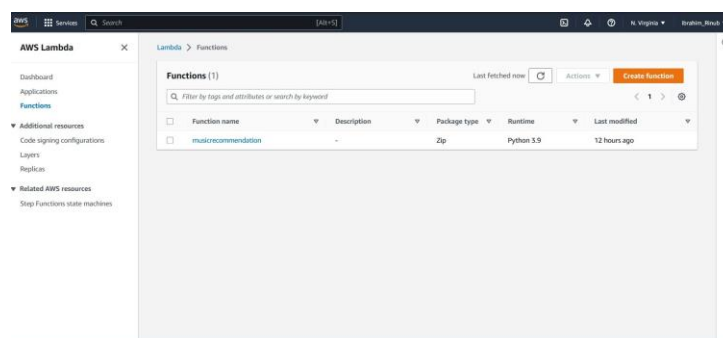 aws Services Search [Alt+S] N. Virginia Ibrahim_Rinub
AWS Lambda
Dashboard
Applications
Functions
Additional resources
Code signing configurations
Layers
Replicas
Related AWS resources
Step Functions state machines
Lambda > Functions
Functions (1) Last fetched now Actions Create function
Filter by tags and attributes or search by keyword 1
Function name Description Package type Runtime Last modified
musicrecommendation - Zip Python 3.9 12 hours ago